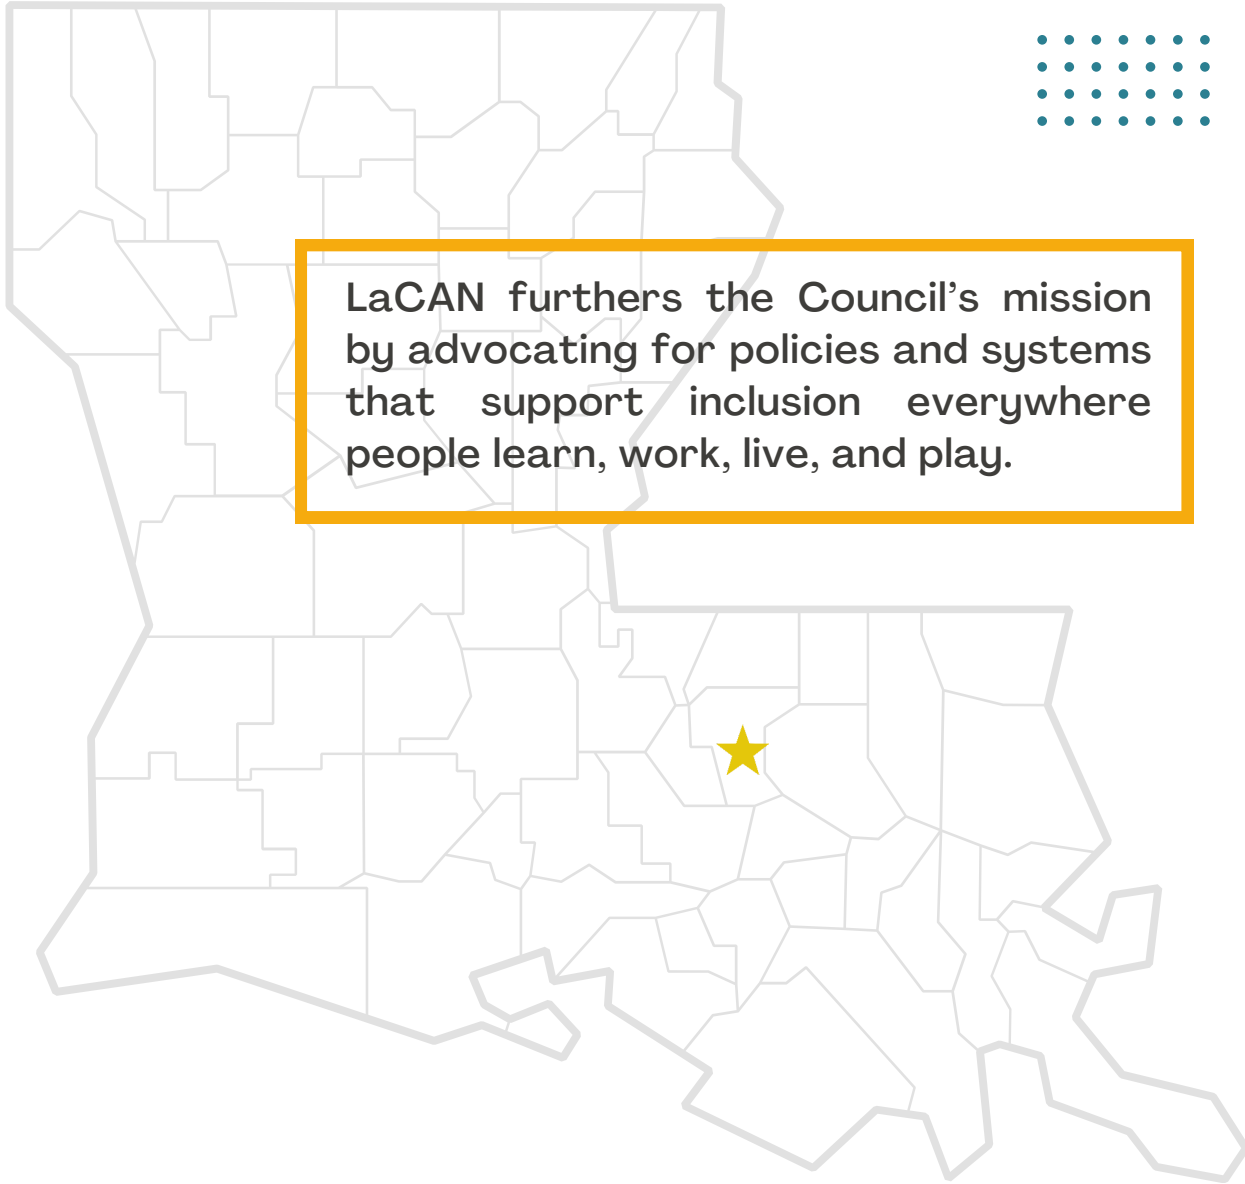 LaCAN furthers the Council’s mission
by advocating for policies and systems
that support inclusion everywhere
people learn, work, live, and play.